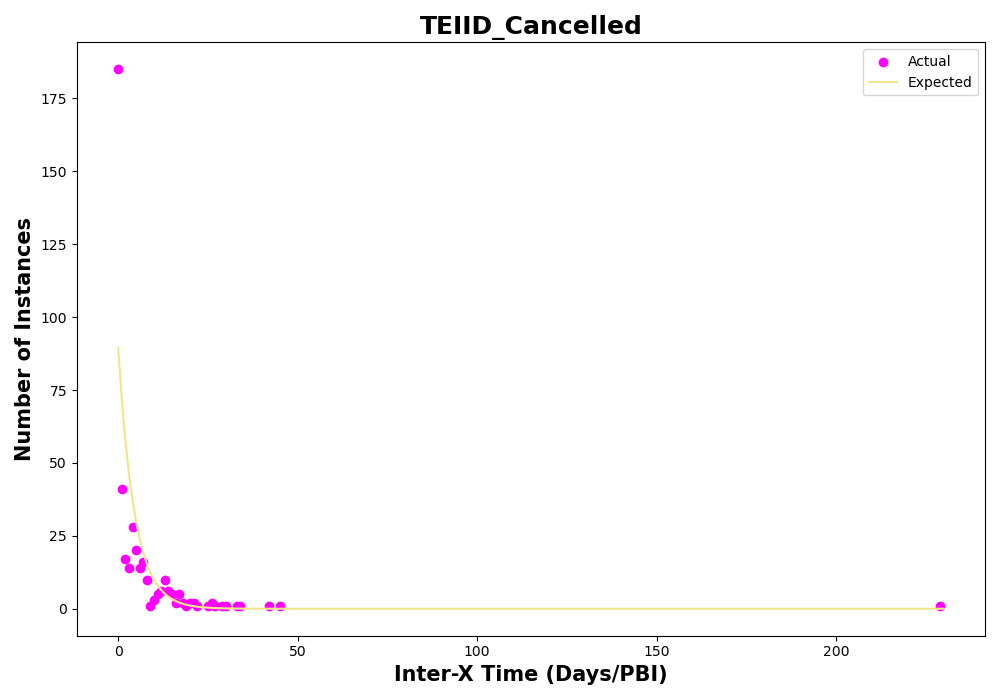 TEIID_Cancelled
Actual
Expected
175
150
125
100
75
50
25
0
Number of Instances
0
50
100
150
200
Inter-X Time (Days/PBI)